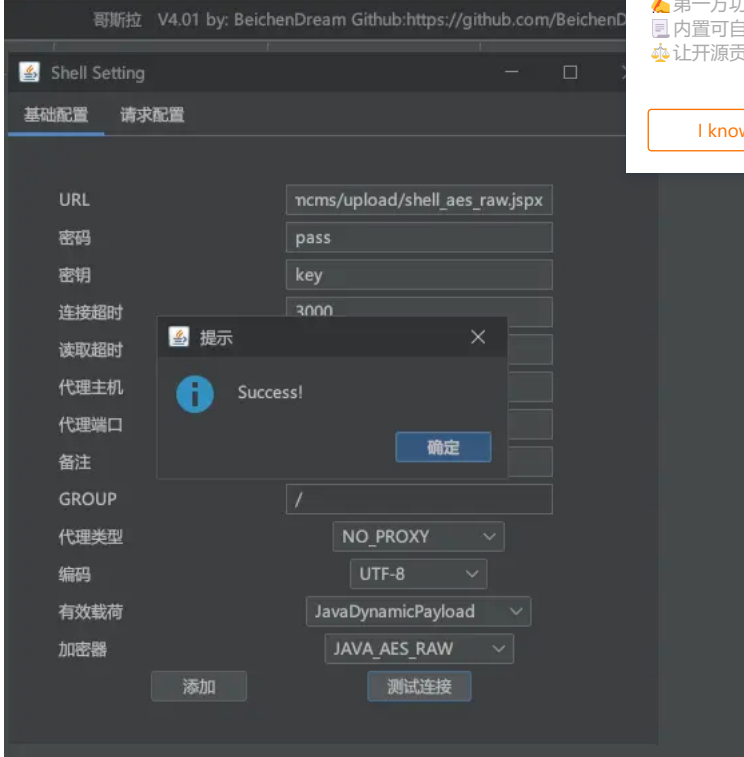 哥斯拉 V4.01 by: BeichenDream Github:https://github.com/BeichenD
✍第一方功
内置可自
让开源贡
I know
Shell Setting
基础配置 请求配置
URL ncms/upload/shell_aes_raw.jspx
密码 pass
密钥 key
连接超时 3000
读取超时
代理主机
代理端口
备注
提示
Success!
确定
GROUP /
代理类型 NO_PROXY
编码 UTF-8
有效载荷 JavaDynamicPayload
加密器 JAVA_AES_RAW
添加 测试连接